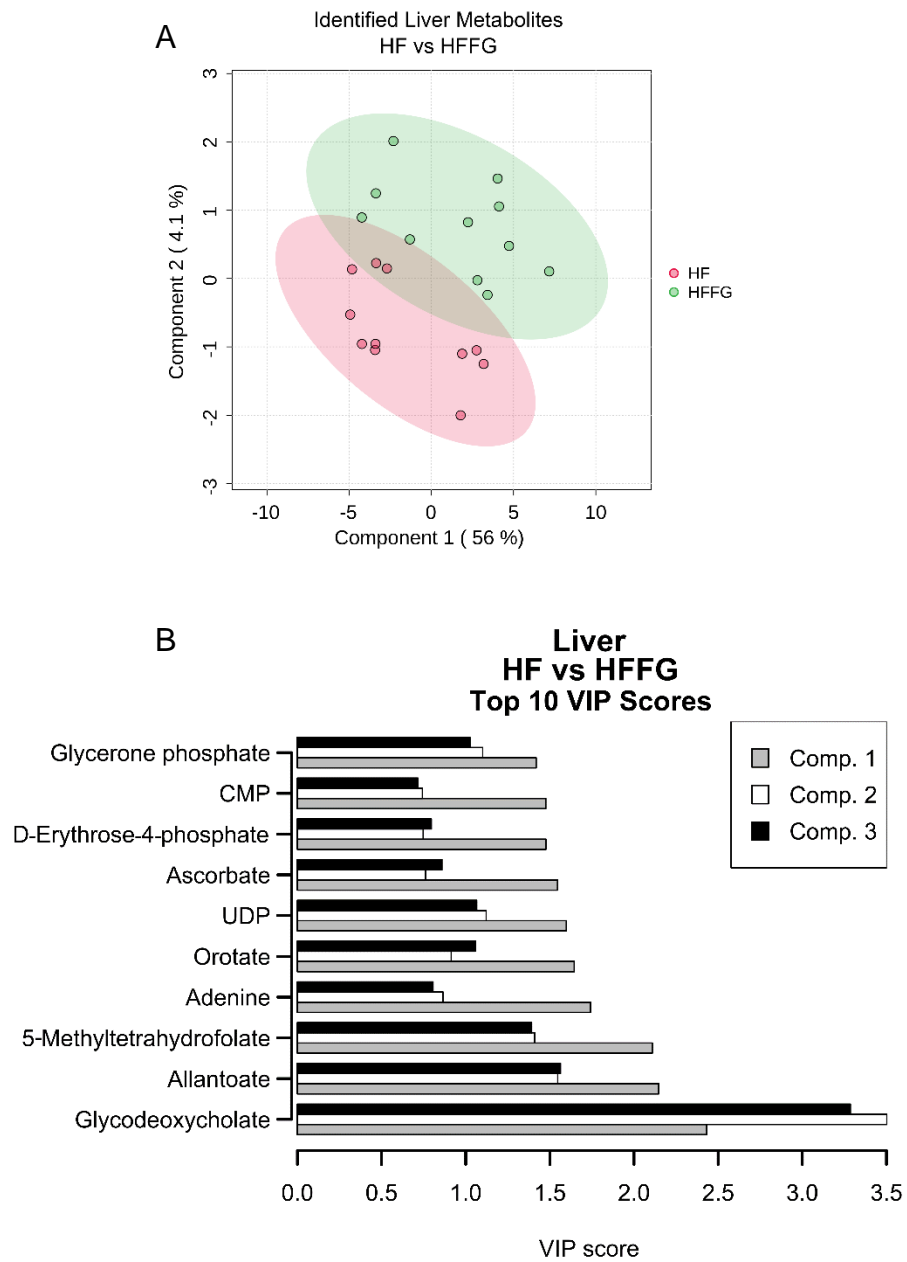 A
Identified Liver Metabolites
HF vs HFFG
3
2
1
0
-1
-2
-3
Component 2 ( 4.1 %)
-10 -5 0 5 10
Component 1 ( 56 %)
HF
HFFG
B
Liver
HF vs HFFG
Top 10 VIP Scores
Comp. 1
Comp. 2
Comp. 3
Glycerone phosphate
CMP
D-Erythrose-4-phosphate
Ascorbate
UDP
Orotate
Adenine
5-Methyltetrahydrofolate
Allantoate
Glycodeoxycholate
0.0 0.5 1.0 1.5 2.0 2.5 3.0 3.5
VIP score